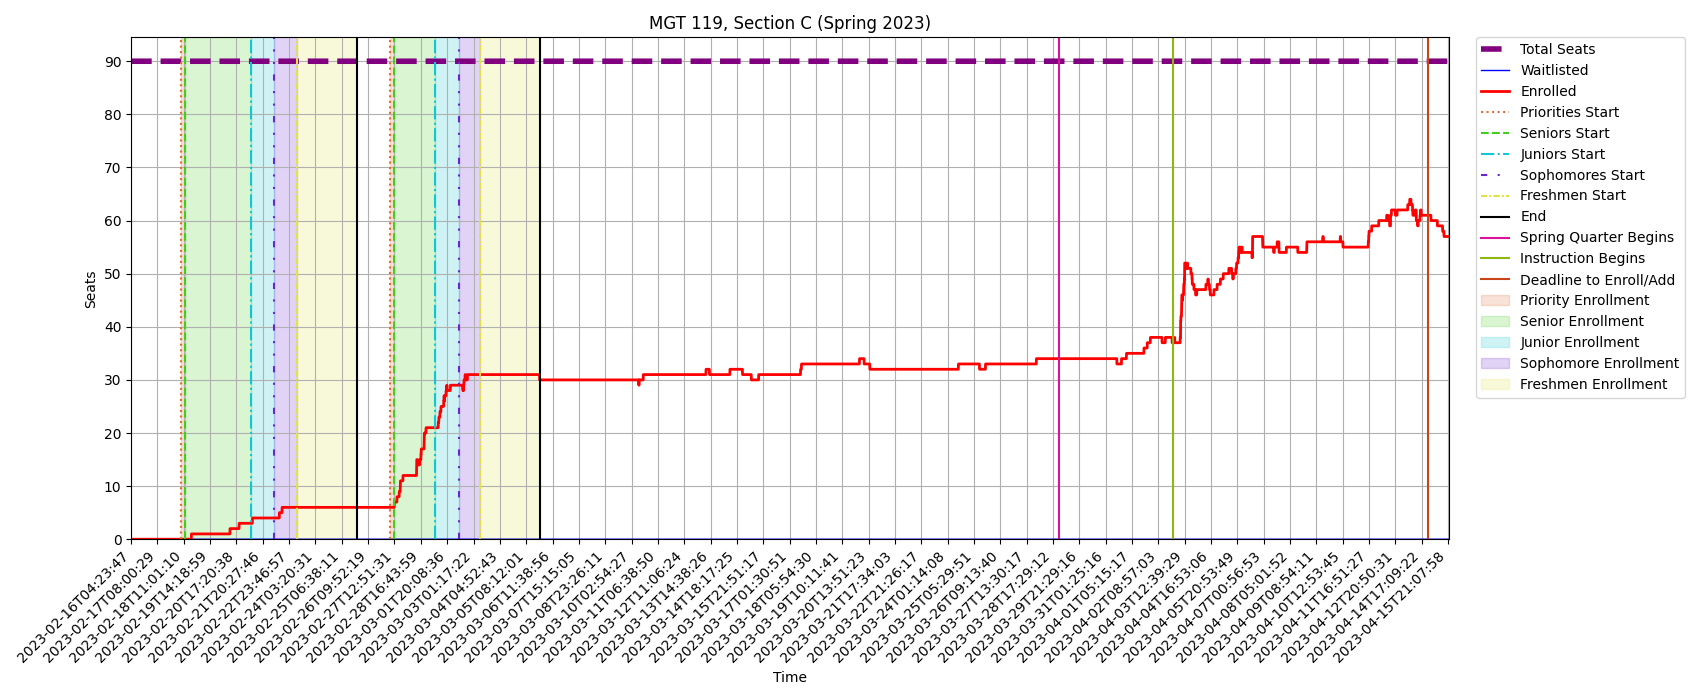 MGT 119, Section C (Spring 2023)
Total Seats
Waitlisted
Enrolled
Priorities Start
Seniors Start
Juniors Start
Sophomores Start
Freshmen Start
End
Spring Quarter Begins
Instruction Begins
Deadline to Enroll/Add
Priority Enrollment
Senior Enrollment
Junior Enrollment
Sophomore Enrollment
Freshmen Enrollment
Seats
90
80
70
60
50
40
30
20
10
0
2023-02-16T04:23:47
2023-02-17T08:00:29
2023-02-18T11:01:10
2023-02-19T14:18:59
2023-02-20T17:20:38
2023-02-21T20:27:46
2023-02-22T23:46:57
2023-02-24T03:20:31
2023-02-25T06:38:11
2023-02-26T09:52:19
2023-02-27T12:51:31
2023-02-28T16:43:59
2023-03-01T20:08:36
2023-03-03T01:17:22
2023-03-04T04:52:43
2023-03-05T08:12:01
2023-03-06T11:38:56
2023-03-07T15:15:05
2023-03-08T23:26:11
2023-03-10T02:54:27
2023-03-11T06:38:50
2023-03-12T11:06:24
2023-03-13T14:38:26
2023-03-14T18:17:25
2023-03-15T21:51:17
2023-03-17T01:30:51
2023-03-18T05:54:30
2023-03-19T10:11:41
2023-03-20T13:51:23
2023-03-21T17:34:03
2023-03-22T21:26:17
2023-03-24T01:14:08
2023-03-25T05:29:51
2023-03-26T09:13:40
2023-03-27T13:30:17
2023-03-28T17:29:12
2023-03-29T21:29:16
2023-03-31T01:25:16
2023-04-01T05:15:17
2023-04-02T08:57:03
2023-04-03T12:39:29
2023-04-04T16:53:06
2023-04-05T20:53:49
2023-04-07T00:56:53
2023-04-08T05:01:52
2023-04-09T08:54:11
2023-04-10T12:53:45
2023-04-11T16:51:27
2023-04-12T20:50:31
2023-04-14T17:09:22
2023-04-15T21:07:58
Time